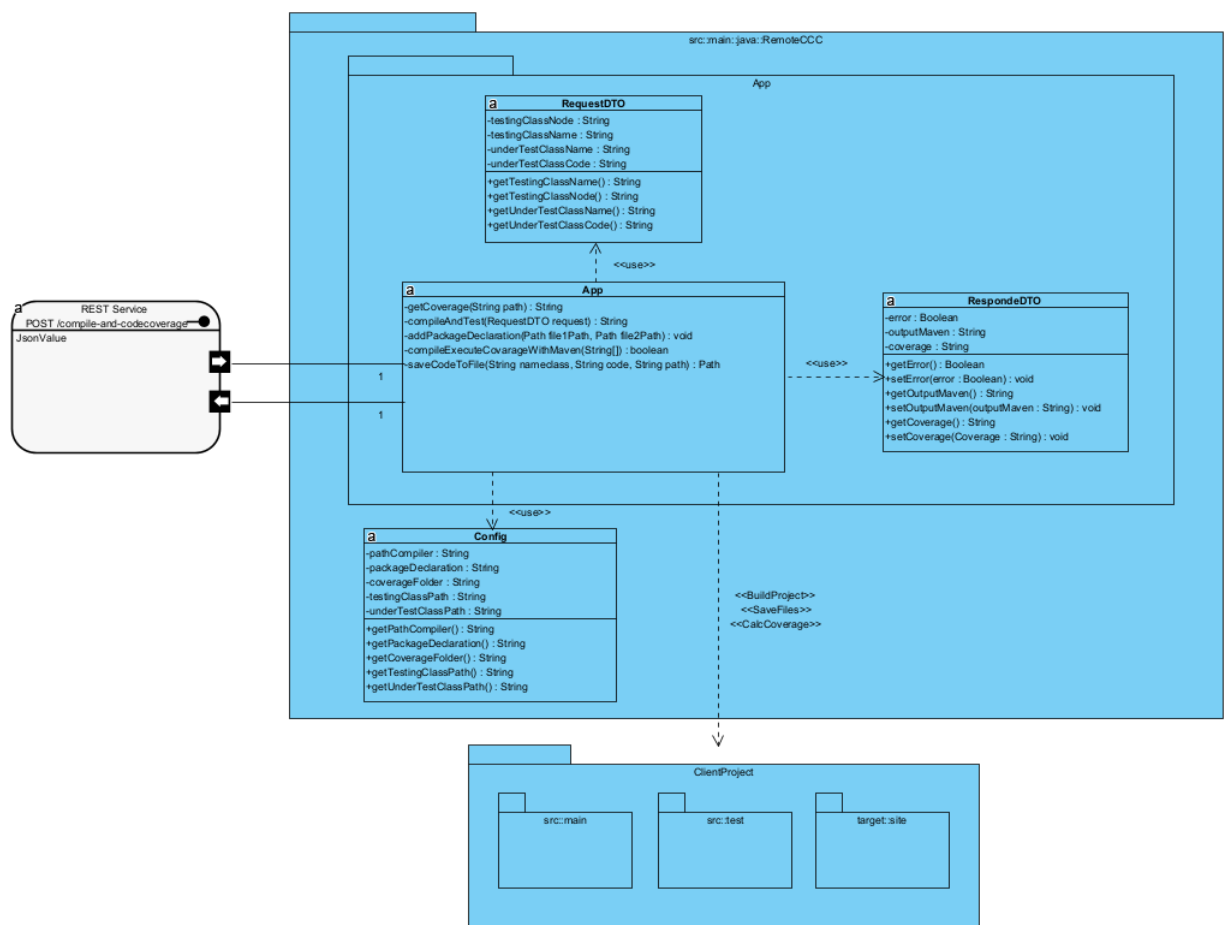 src::main::java::RemoteCCC
App
a
RequestDTO
-testingClassNode : String
-testingClassName : String
-underTestClassName : String
-underTestClassCode : String
+getTestingClassName() : String
+getTestingClassNode() : String
+getUnderTestClassName() : String
+getUnderTestClassCode() : String
<<use>>
a
REST Service
POST /compile-and-codecoverage
JsonValue
1
1
a
App
-getCoverage(String path) : String
-compileAndTest(RequestDTO request) : String
-addPackageDeclaration(Path file1Path, Path file2Path) : void
-compileExecuteCovarageWithMaven(String[]) : boolean
-saveCodeToFile(String nameclass, String code, String path) : Path
<<use>>
a
RespondeDTO
-error : Boolean
-outputMaven : String
-coverage : String
+getError() : Boolean
+setError(error : Boolean) : void
+getOutputMaven() : String
+setOutputMaven(outputMaven : String) : void
+getCoverage() : String
+setCoverage(Coverage : String) : void
<<use>>
a
Config
-pathCompiler : String
-packageDeclaration : String
-coverageFolder : String
-testingClassPath : String
-underTestClassPath : String
+getPathCompiler() : String
+getPackageDeclaration() : String
+getCoverageFolder() : String
+getTestingClassPath() : String
+getUnderTestClassPath() : String
<<BuildProject>>
<<SaveFiles>>
<<CalcCoverage>>
ClientProject
src::main
src::test
target::site